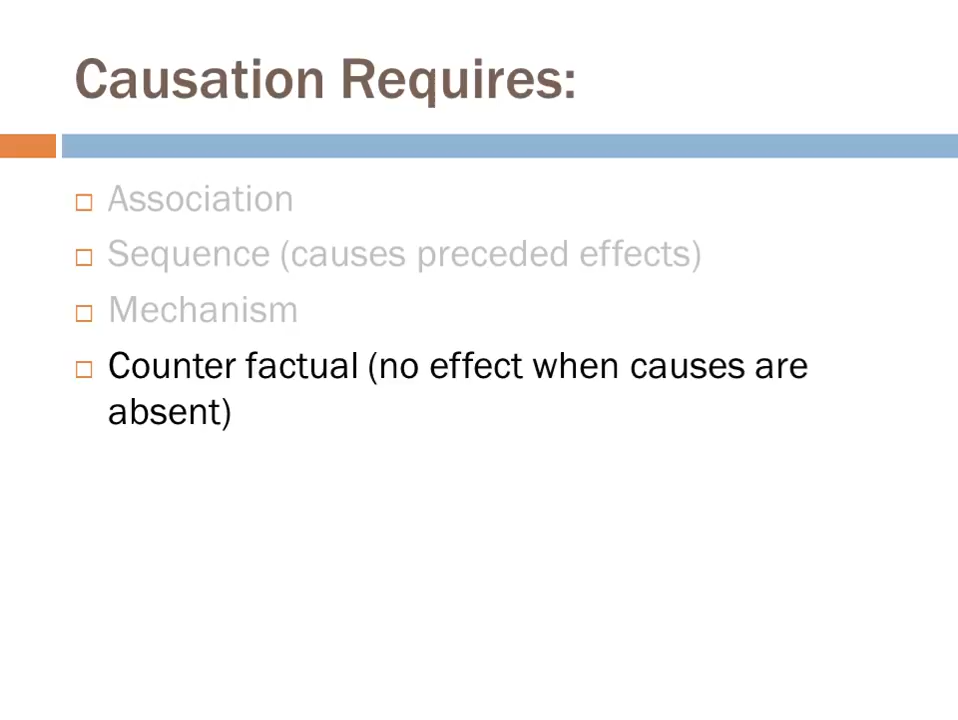 Causation Requires:
Association
Sequence (causes preceded effects)
Mechanism
Counter factual (no effect when causes are
absent)